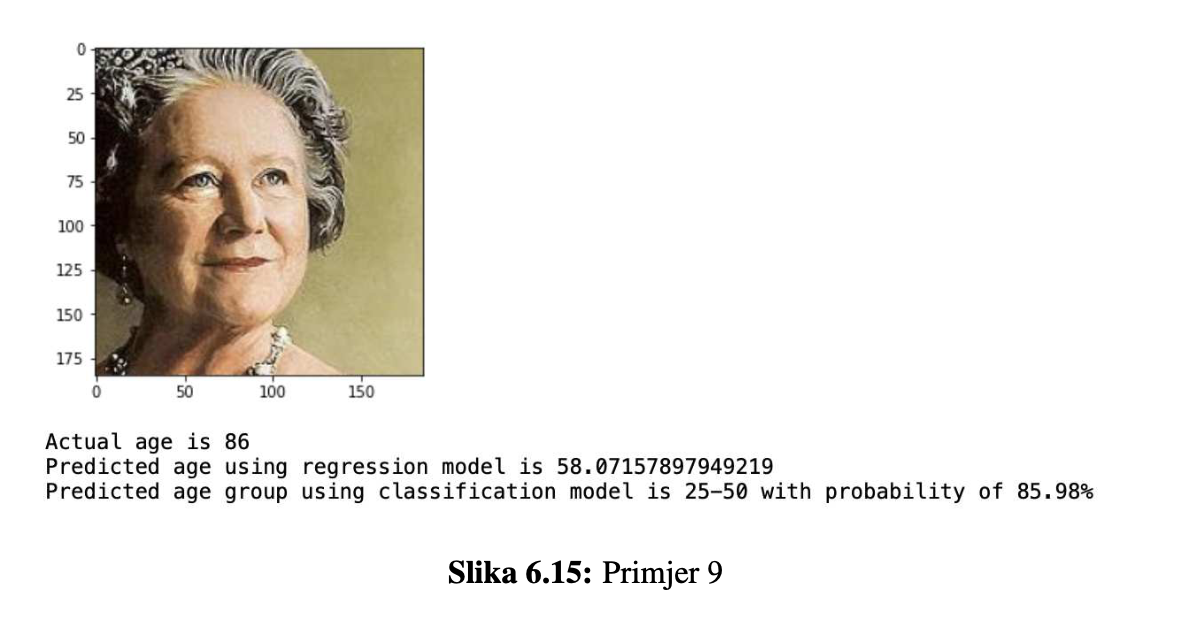 0
25
50
75
100
125
150
175
0 50 100 150
Actual age is 86
Predicted age using regression model is 58.07157897949219
Predicted age group using classification model is 25-50 with probability of 85.98%
Slika 6.15: Primjer 9